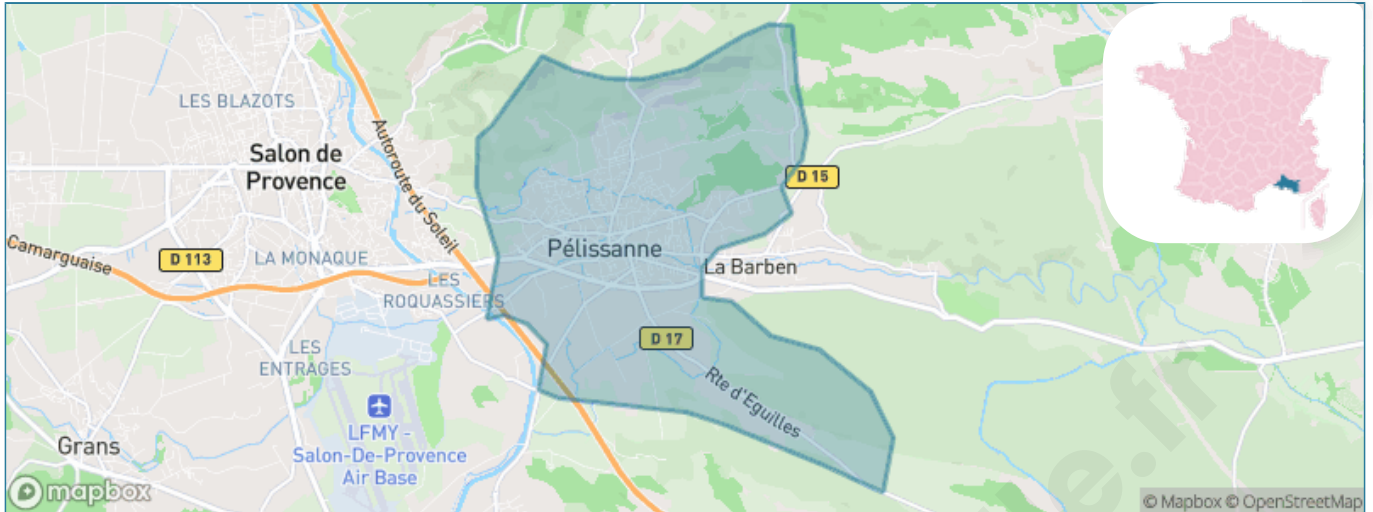 LES BLAZOTS
Autoroute du Soleil
Salon de
Provence
D 15
Pélissanne
Camarguaise
D 113
LA MONAQUE
La Barben
LES
ROQUASSIERS
D 17
LES
ENTRAGES
Rte d'Eguilles
LFMY -
Salon-De-Provence
Air Base
Grans
mapbox
© Mapbox © OpenStreetMap
e.fr